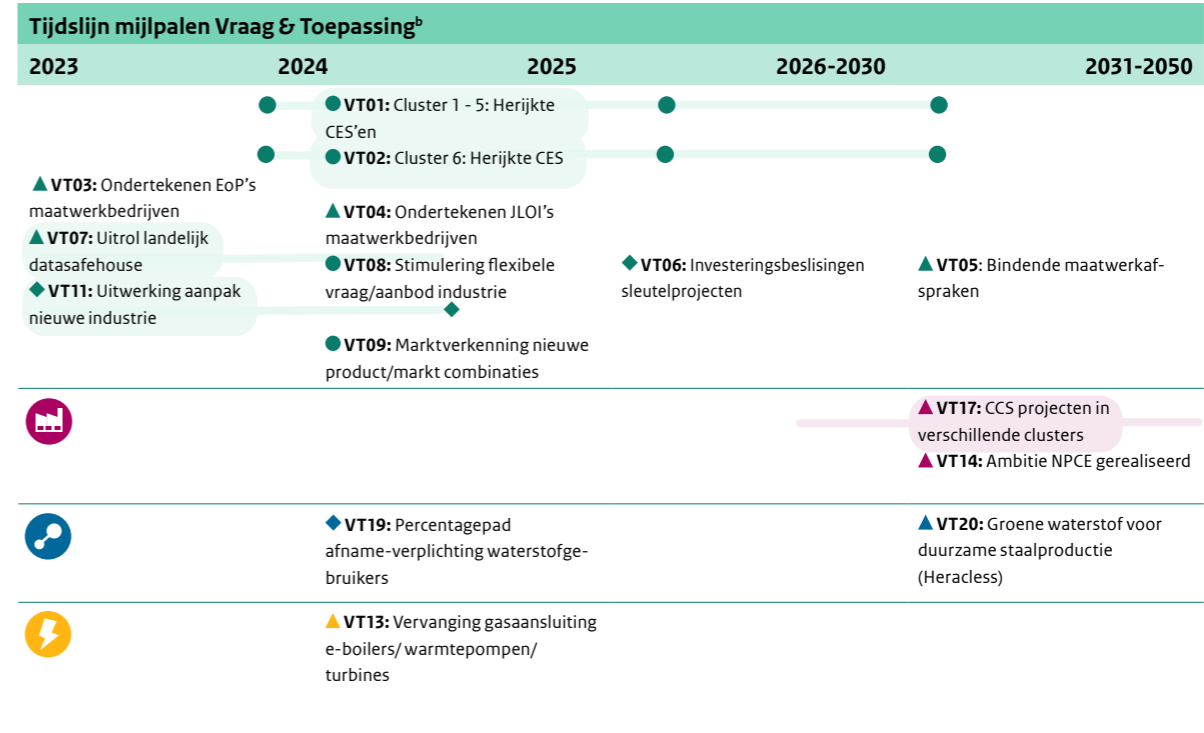 Tijdslijn mijlpalen Vraag & Toepassingᵇ
2023 2024 2025 2026-2030 2031-2050
VT01: Cluster 1 - 5: Herijkte
CES’en
VT02: Cluster 6: Herijkte CES
VT03: Ondertekenen EoP’s
maatwerkbedrijven
VT07: Uitrol landelijk
datasafehouse
VT11: Uitwerking aanpak
nieuwe industrie
VT04: Ondertekenen JLOI’s
maatwerkbedrijven
VT08: Stimulering flexibele
vraag/aanbod industrie
VT09: Marktverkenning nieuwe
product/markt combinaties
VT06: Investeringsbeslisingen
sleutelprojecten
VT05: Bindende maatwerkaf-
spraken
VT17: CCS projecten in
verschillende clusters
VT14: Ambitie NPCE gerealiseerd
VT19: Percentagepad
afname-verplichting waterstofge-
bruikers
VT20: Groene waterstof voor
duurzame staalproductie
(Heracless)
VT13: Vervanging gasaansluiting
e-boilers/ warmtepompen/
turbines